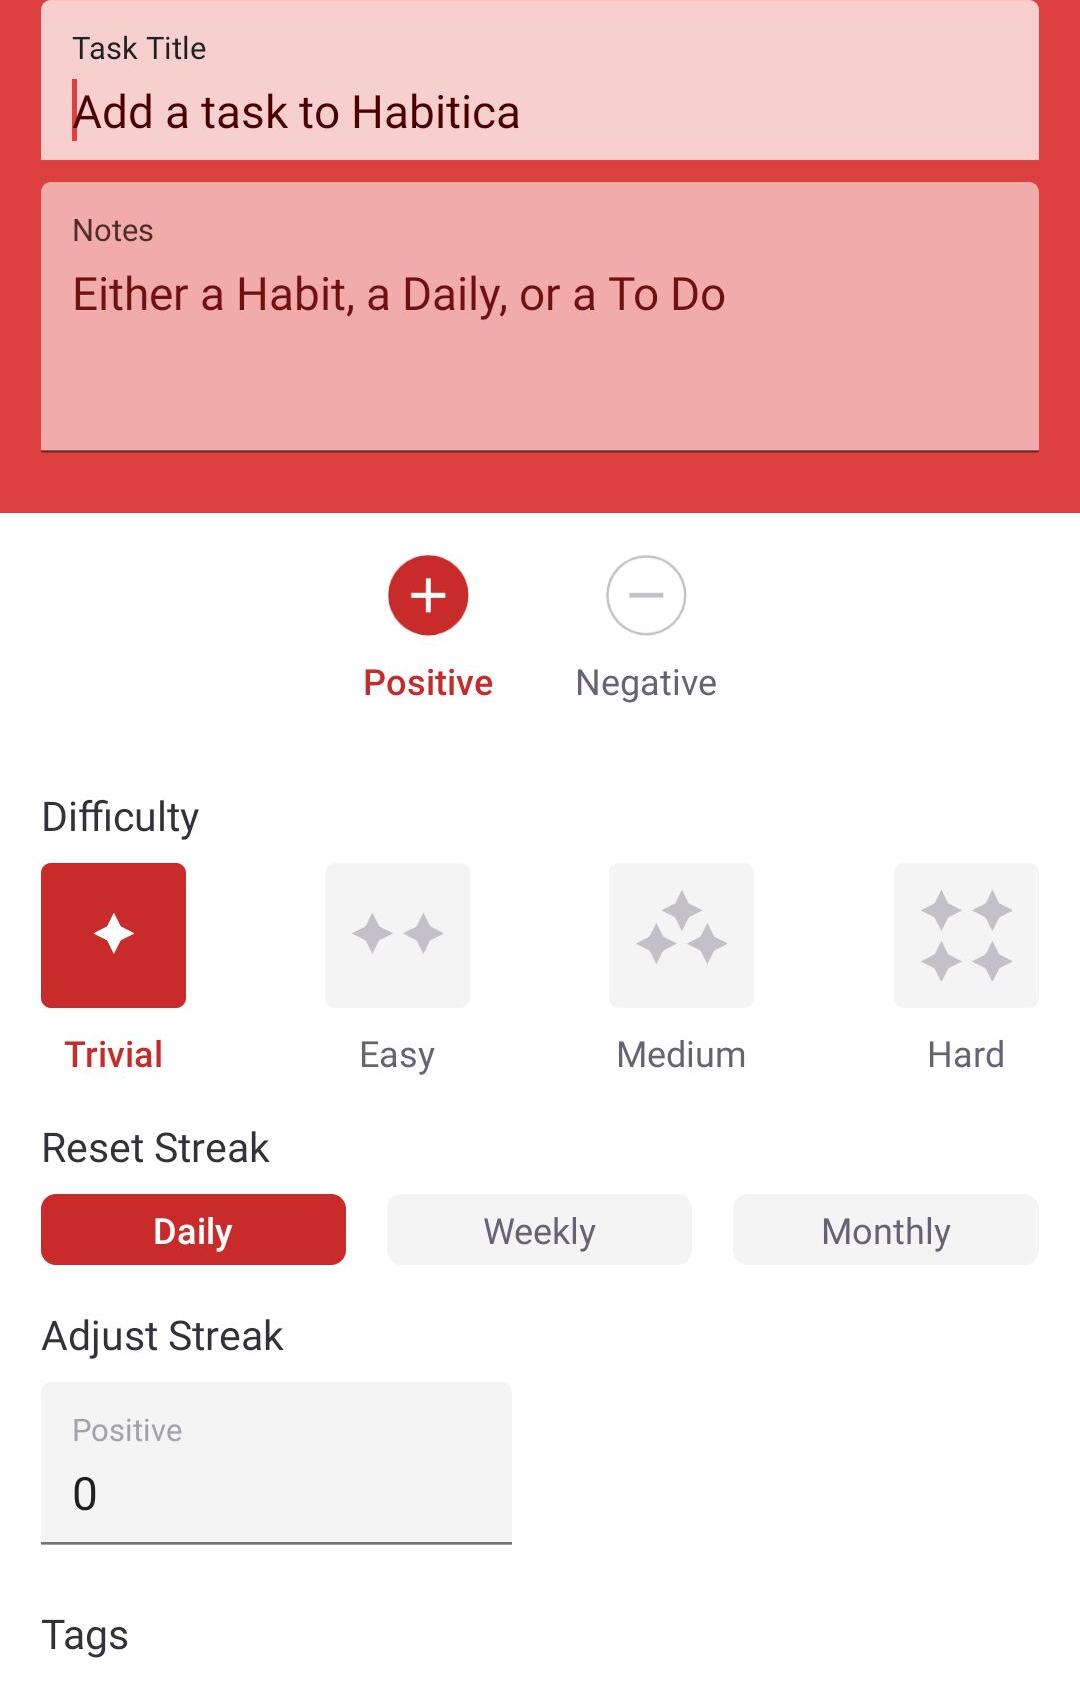 Task Title
Add a task to Habitica
Notes
Either a Habit, a Daily, or a To Do
Positive Negative
Difficulty
Trivial Easy Medium Hard
Reset Streak
Daily Weekly Monthly
Adjust Streak
Positive
0
Tags